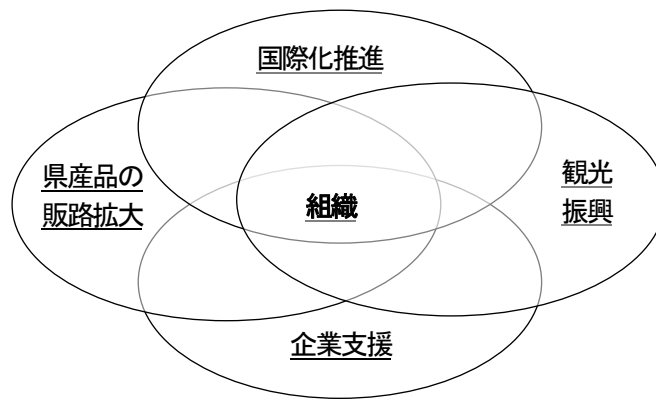 国際化推進
県産品の
販路拡大
組織
観光
振興
企業支援